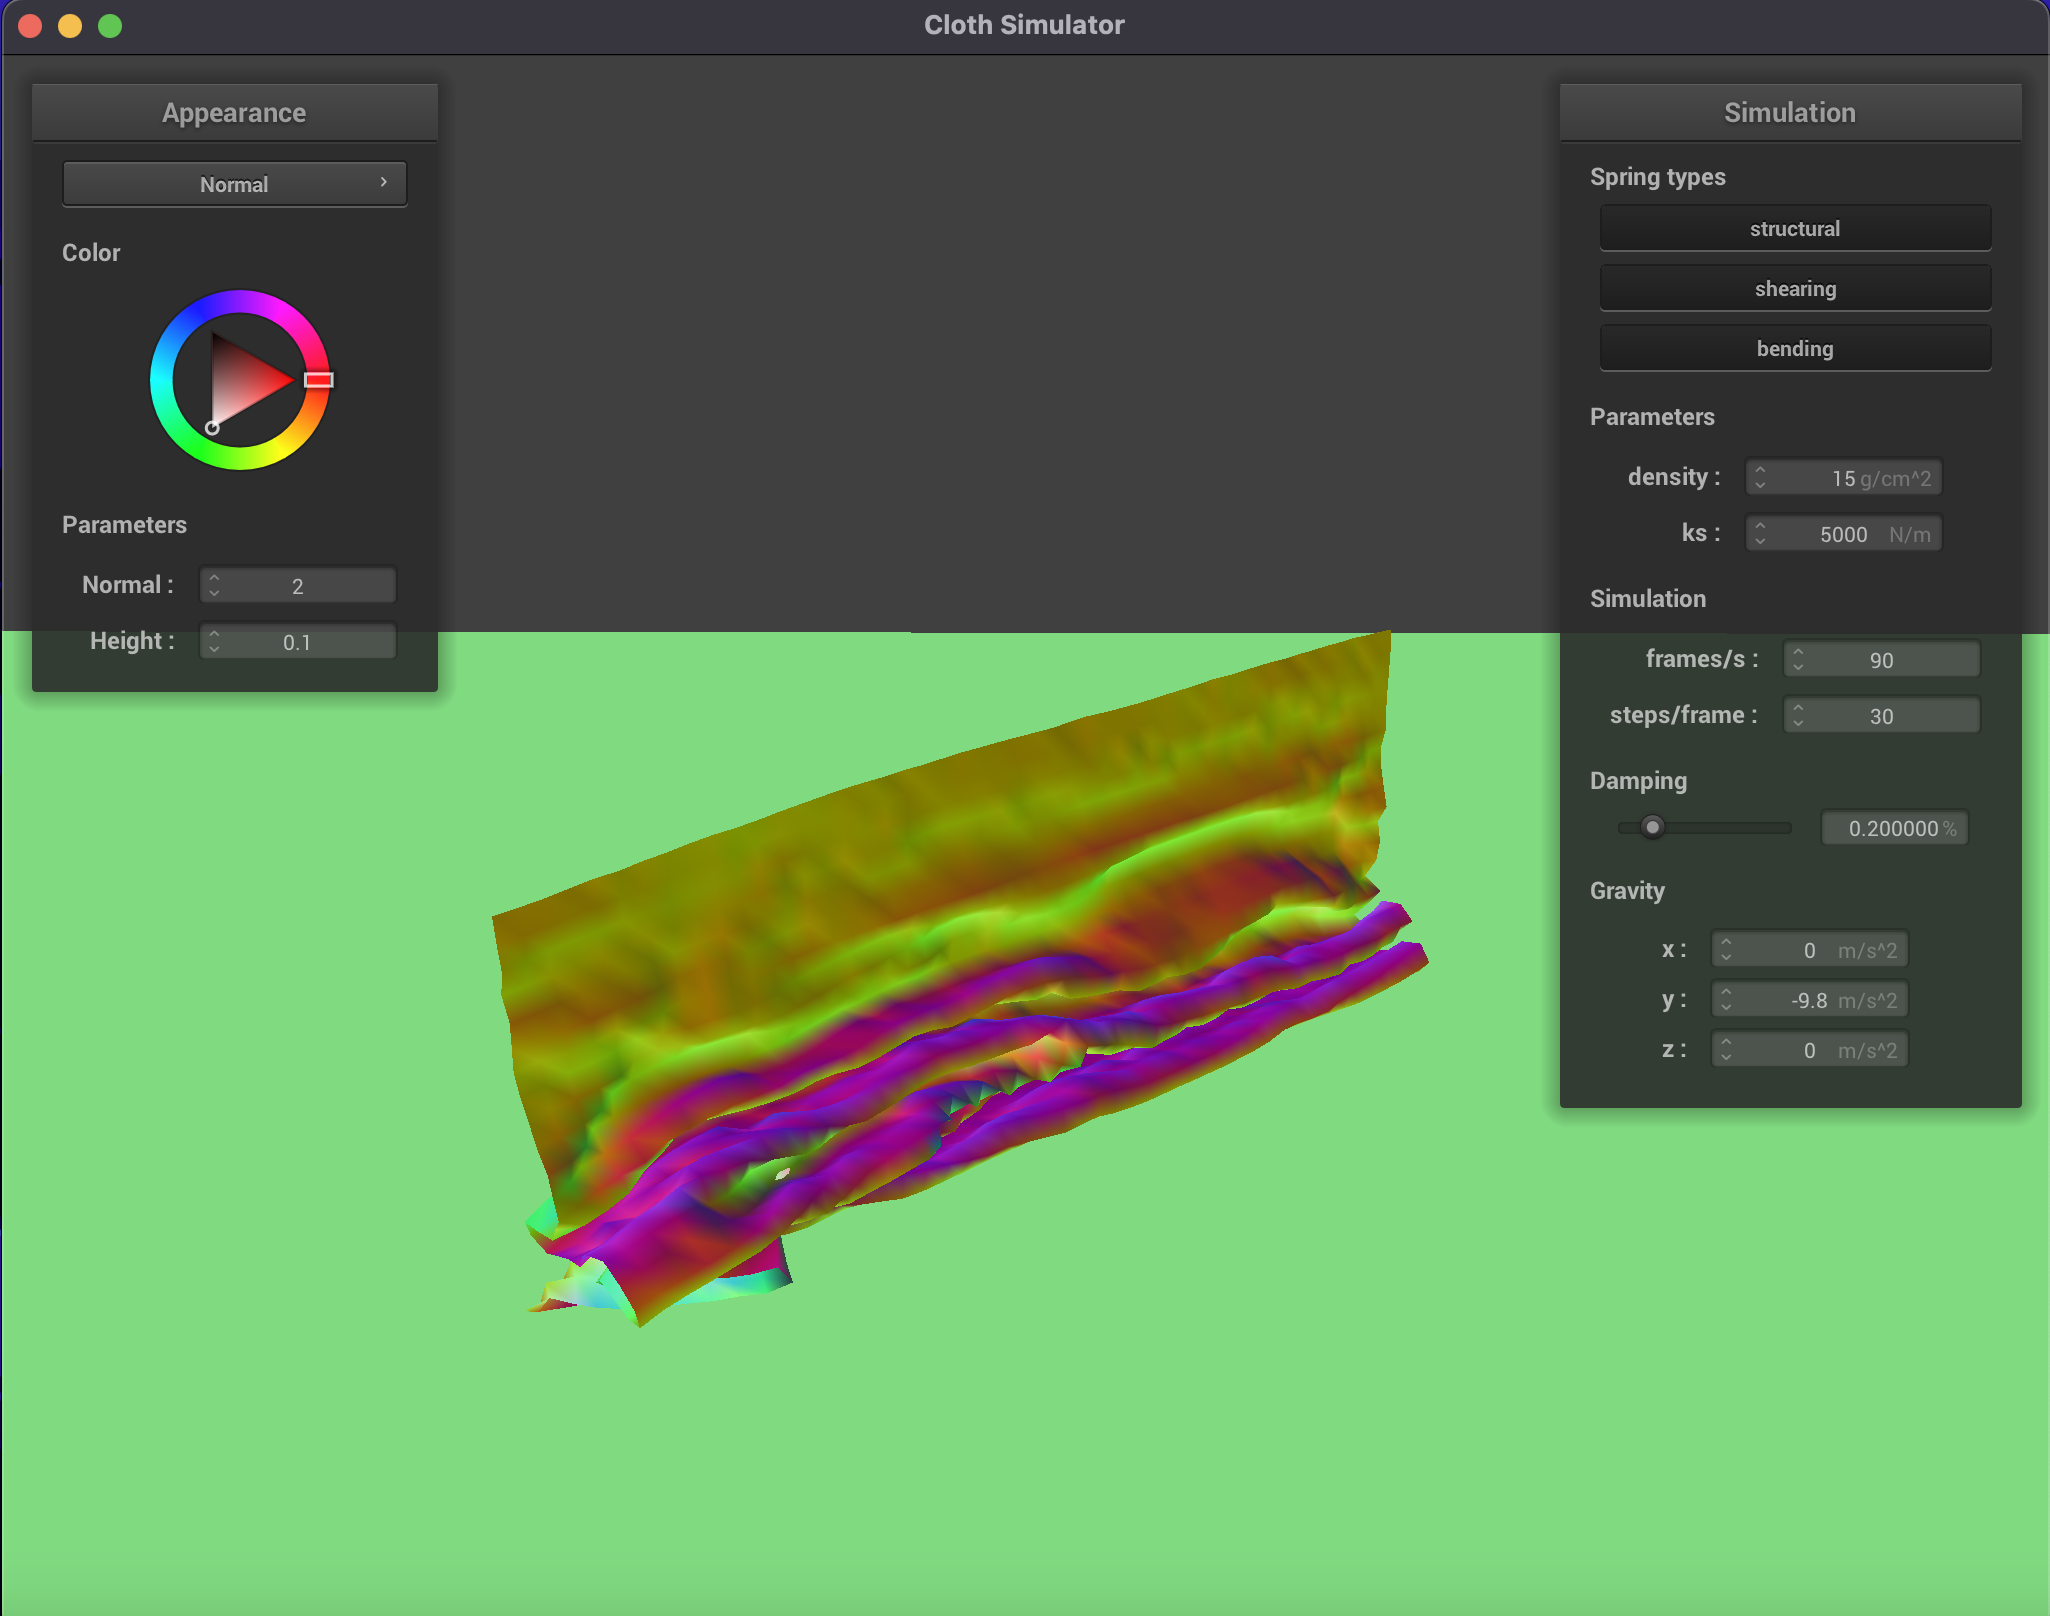 Cloth Simulator
Appearance
Normal
Color
Parameters
Normal : 2
Height : 0.1
Simulation
Spring types
structural
shearing
bending
Parameters
density : 15 g/cm^2
ks : 5000 N/m
Simulation
frames/s : 90
steps/frame : 30
Damping
0.200000 %
Gravity
x : 0 m/s^2
y : -9.8 m/s^2
z : 0 m/s^2